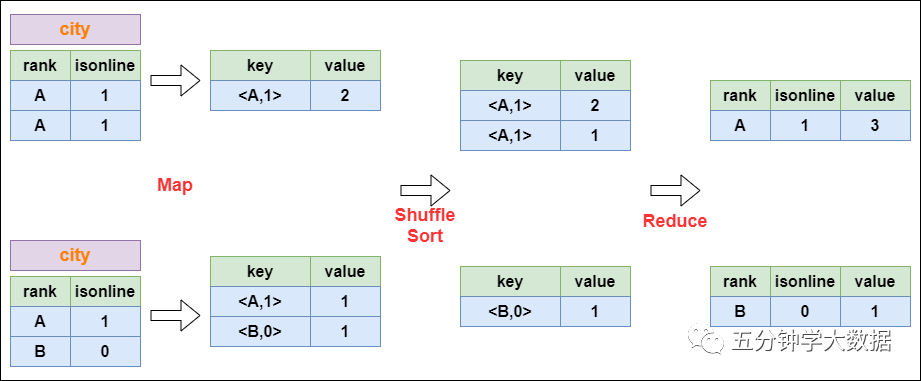 city
rank isonline
A 1
A 1
key value
<A,1> 2
key value
<A,1> 2
<A,1> 1
rank isonline value
A 1 3
Map
Shuffle
Sort
Reduce
city
rank isonline
A 1
B 0
key value
<A,1> 1
<B,0> 1
key value
<B,0> 1
rank isonline value
B 0 1
五分钟学大数据